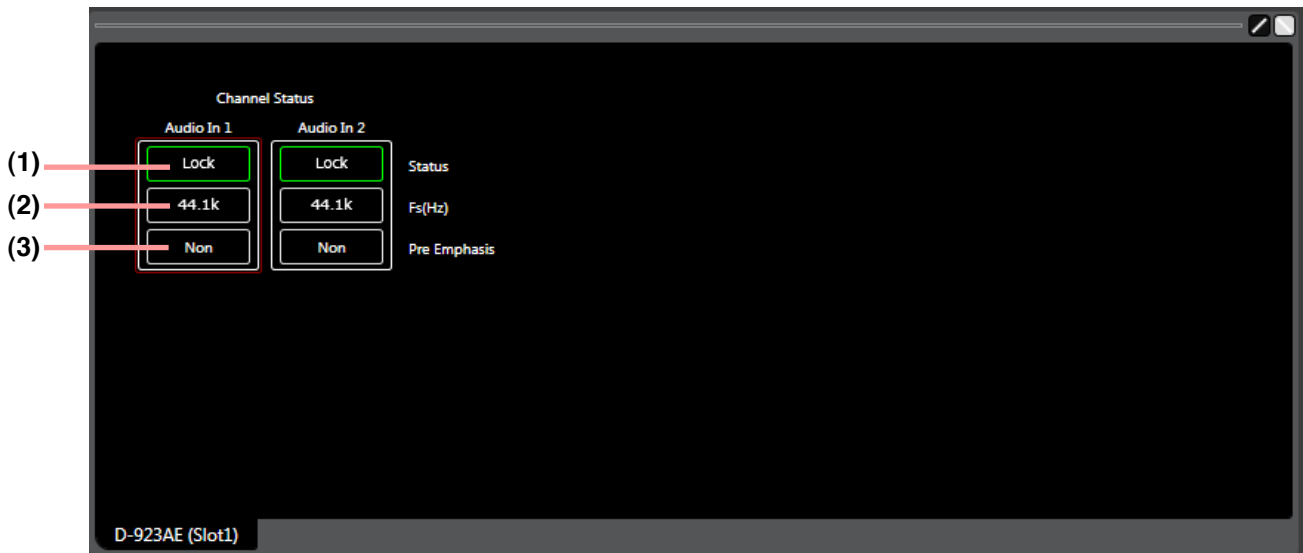 Channel Status
Audio In 1 Audio In 2
(1) Lock Lock Status
(2) 44.1k 44.1k Fs(Hz)
(3) Non Non Pre Emphasis
D-923AE (Slot1)